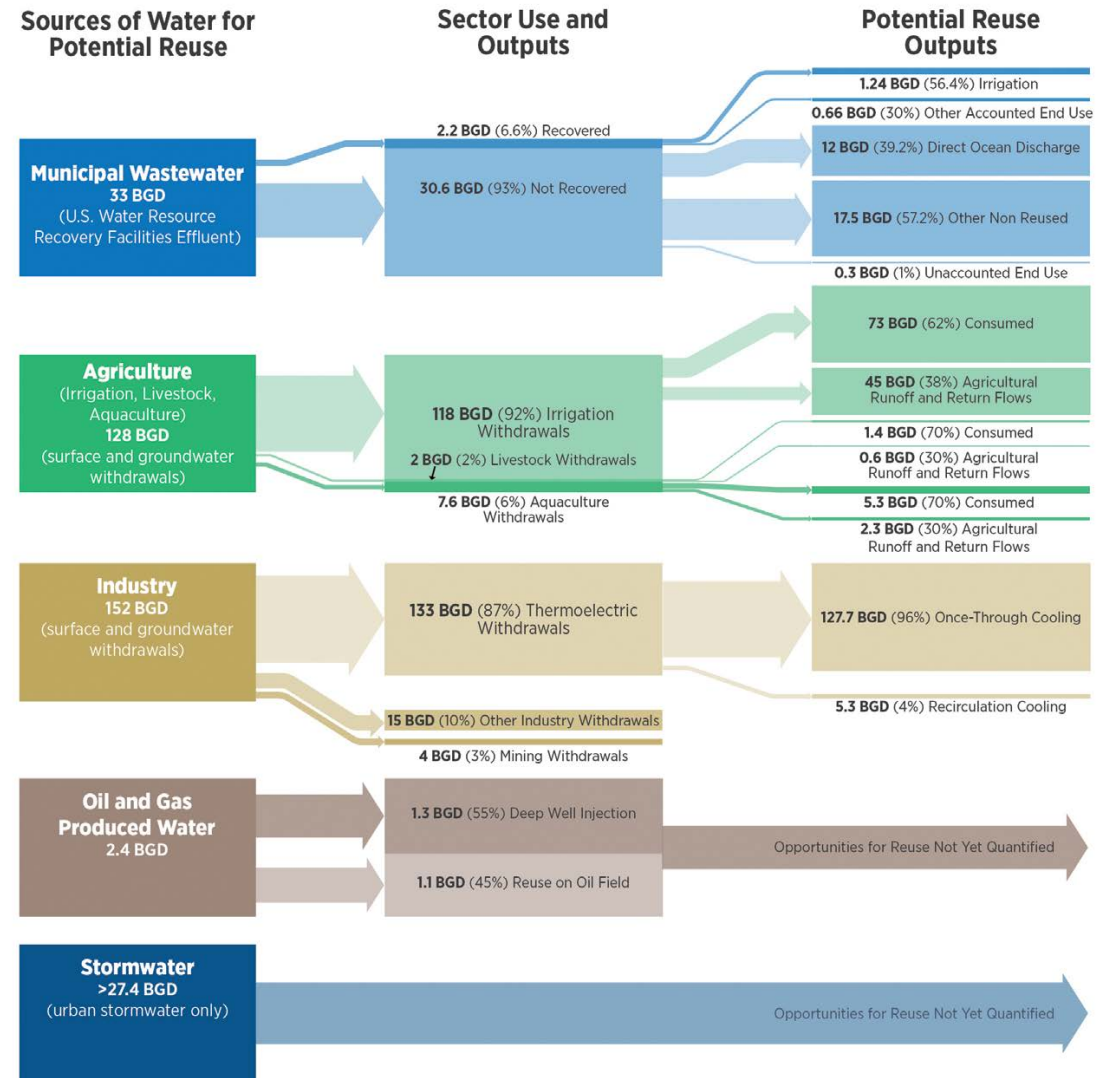 Sources of Water for
Potential Reuse
Sector Use and
Outputs
Potential Reuse
Outputs
Municipal Wastewater
33 BGD
(U.S. Water Resource
Recovery Facilities Effluent)
2.2 BGD (6.6%) Recovered
30.6 BGD (93%) Not Recovered
1.24 BGD (56.4%) Irrigation
0.66 BGD (30%) Other Accounted End Use
12 BGD (39.2%) Direct Ocean Discharge
17.5 BGD (57.2%) Other Non Reused
0.3 BGD (1%) Unaccounted End Use
Agriculture
(Irrigation, Livestock,
Aquaculture)
128 BGD
(surface and groundwater
withdrawals)
118 BGD (92%) Irrigation
Withdrawals
2 BGD (2%) Livestock Withdrawals
7.6 BGD (6%) Aquaculture
Withdrawals
73 BGD (62%) Consumed
45 BGD (38%) Agricultural
Runoff and Return Flows
1.4 BGD (70%) Consumed
0.6 BGD (30%) Agricultural
Runoff and Return Flows
5.3 BGD (70%) Consumed
2.3 BGD (30%) Agricultural
Runoff and Return Flows
Industry
152 BGD
(surface and groundwater
withdrawals)
133 BGD (87%) Thermoelectric
Withdrawals
15 BGD (10%) Other Industry Withdrawals
4 BGD (3%) Mining Withdrawals
127.7 BGD (96%) Once-Through Cooling
5.3 BGD (4%) Recirculation Cooling
Oil and Gas
Produced Water
2.4 BGD
1.3 BGD (55%) Deep Well Injection
1.1 BGD (45%) Reuse on Oil Field
Opportunities for Reuse Not Yet Quantified
Stormwater
>27.4 BGD
(urban stormwater only)
Opportunities for Reuse Not Yet Quantified